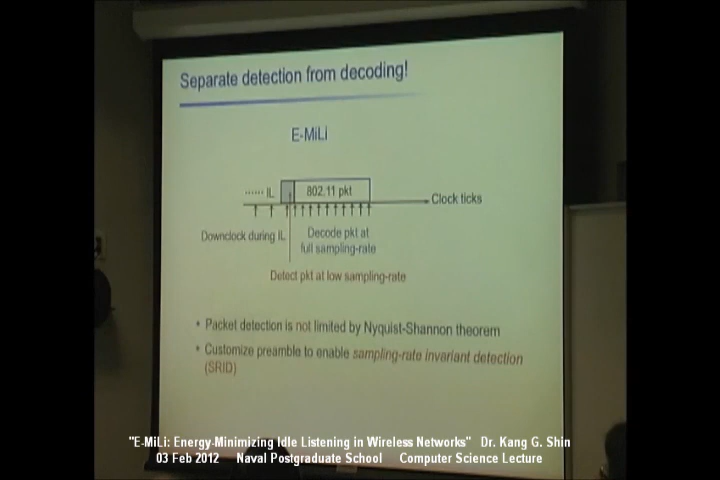 Separate detection from decoding!
E-MiLi
...... IL
802.11 pkt
Clock ticks
Downclock during IL
Decode pkt at
full sampling-rate
Detect pkt at low sampling-rate
• Packet detection is not limited by Nyquist-Shannon theorem
• Customize preamble to enable sampling-rate invariant detection
(SRID)
"E-MiLi: Energy-Minimizing Idle Listening in Wireless Networks" Dr. Kang G. Shin
03 Feb 2012 Naval Postgraduate School Computer Science Lecture